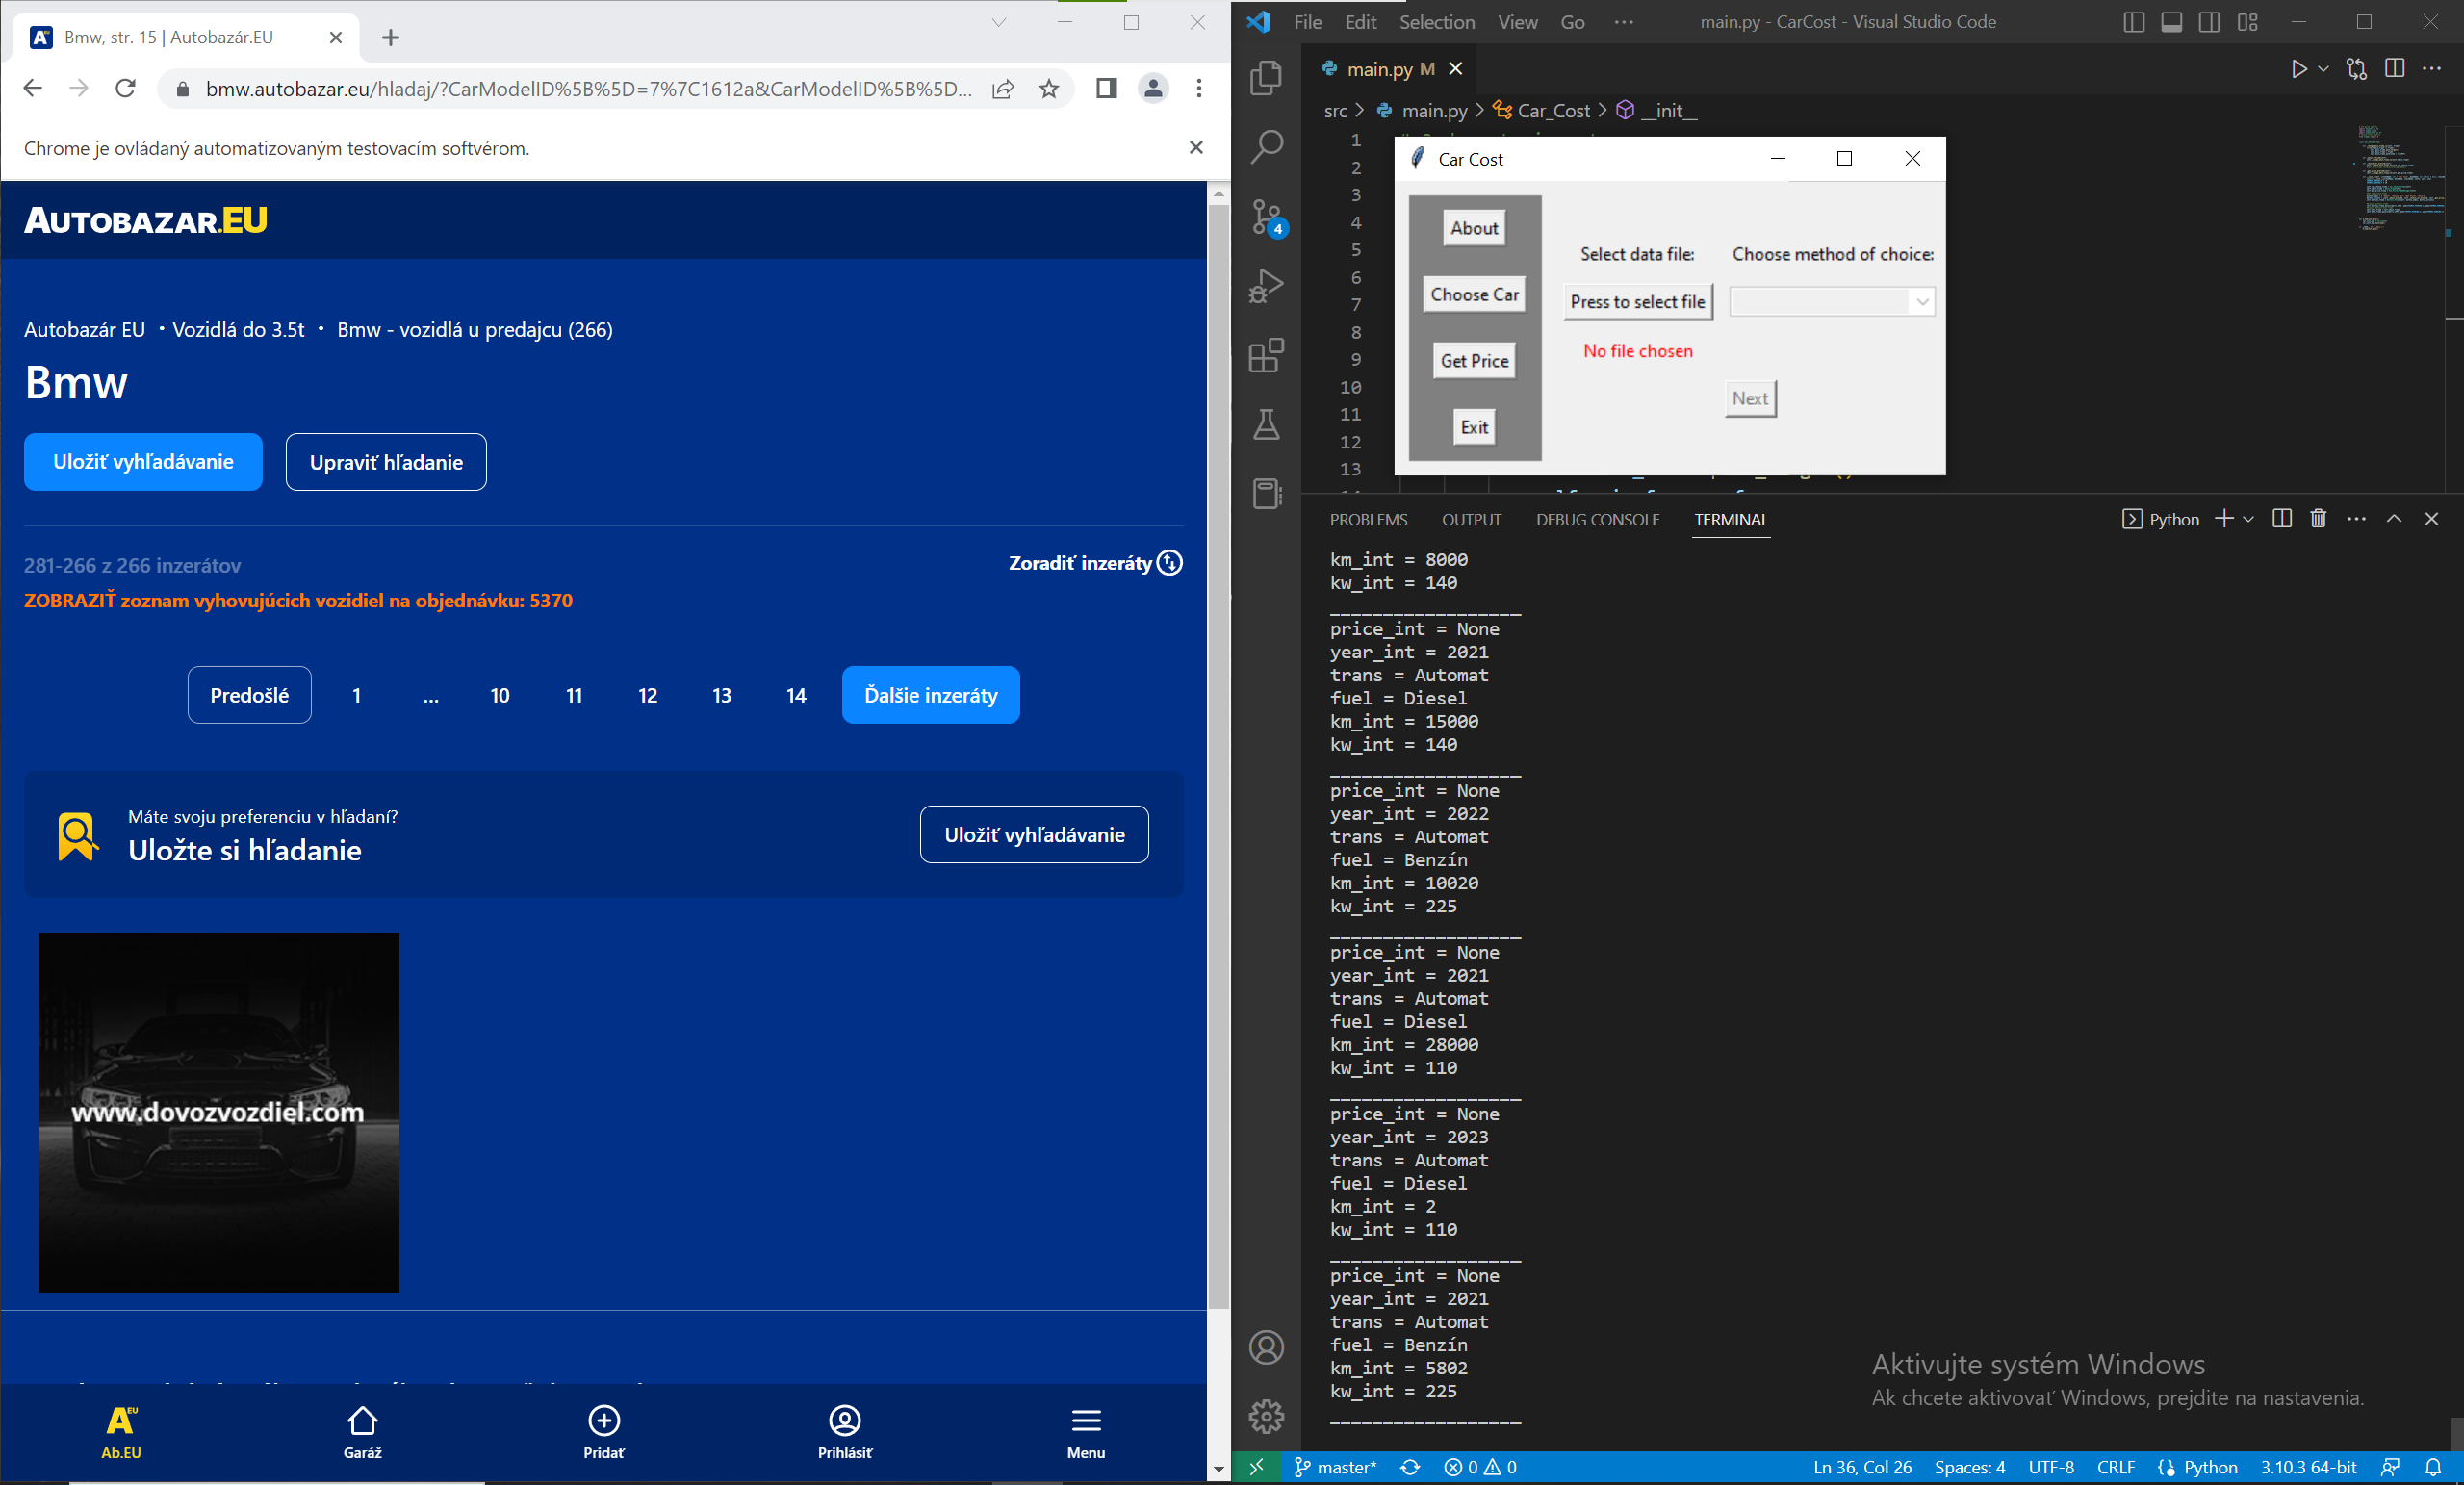 Bmw, str. 15 | Autobazár.EU
bmw.autobazar.eu/hladaj/?CarModelID%5B%5D=7%7C1612a&CarModelID%5B%5D...
Chrome je ovládaný automatizovaným testovacím softvérom.
AUTOBAZAR.EU
Autobazár EU • Vozidlá do 3.5t • Bmw - vozidlá u predajcu (266)
Bmw
Uložiť vyhľadávanie
Upraviť hľadanie
281-266 z 266 inzerátov
Zoradiť inzeráty
ZOBRAZIŤ zoznam vyhovujúcich vozidiel na objednávku: 5370
Predošlé 1 ... 10 11 12 13 14 Ďalšie inzeráty
Máte svoju preferenciu v hľadaní?
Uložte si hľadanie
Uložiť vyhľadávanie
www.dovozvozdiel.com
Ab.EU
Garáž
Pridať
Prihlásiť
Menu
File Edit Selection View Go ···
main.py - CarCost - Visual Studio Code
main.py M
src > main.py > Car_Cost > __init__
4
1
2
3
4
5
6
7
8
9
10
11
12
13
Car Cost
About
Choose Car
Get Price
Exit
Select data file:
Press to select file
No file chosen
Choose method of choice:
Next
PROBLEMS OUTPUT DEBUG CONSOLE TERMINAL
Python
km_int = 8000
kw_int = 140
__________________
price_int = None
year_int = 2021
trans = Automat
fuel = Diesel
km_int = 15000
kw_int = 140
__________________
price_int = None
year_int = 2022
trans = Automat
fuel = Benzín
km_int = 10020
kw_int = 225
__________________
price_int = None
year_int = 2021
trans = Automat
fuel = Diesel
km_int = 28000
kw_int = 110
__________________
price_int = None
year_int = 2023
trans = Automat
fuel = Diesel
km_int = 2
kw_int = 110
__________________
price_int = None
year_int = 2021
trans = Automat
fuel = Benzín
km_int = 5802
kw_int = 225
__________________
Aktivujte systém Windows
Ak chcete aktivovať Windows, prejdite na nastavenia.
master* 0 0
Ln 36, Col 26 Spaces: 4 UTF-8 CRLF Python 3.10.3 64-bit